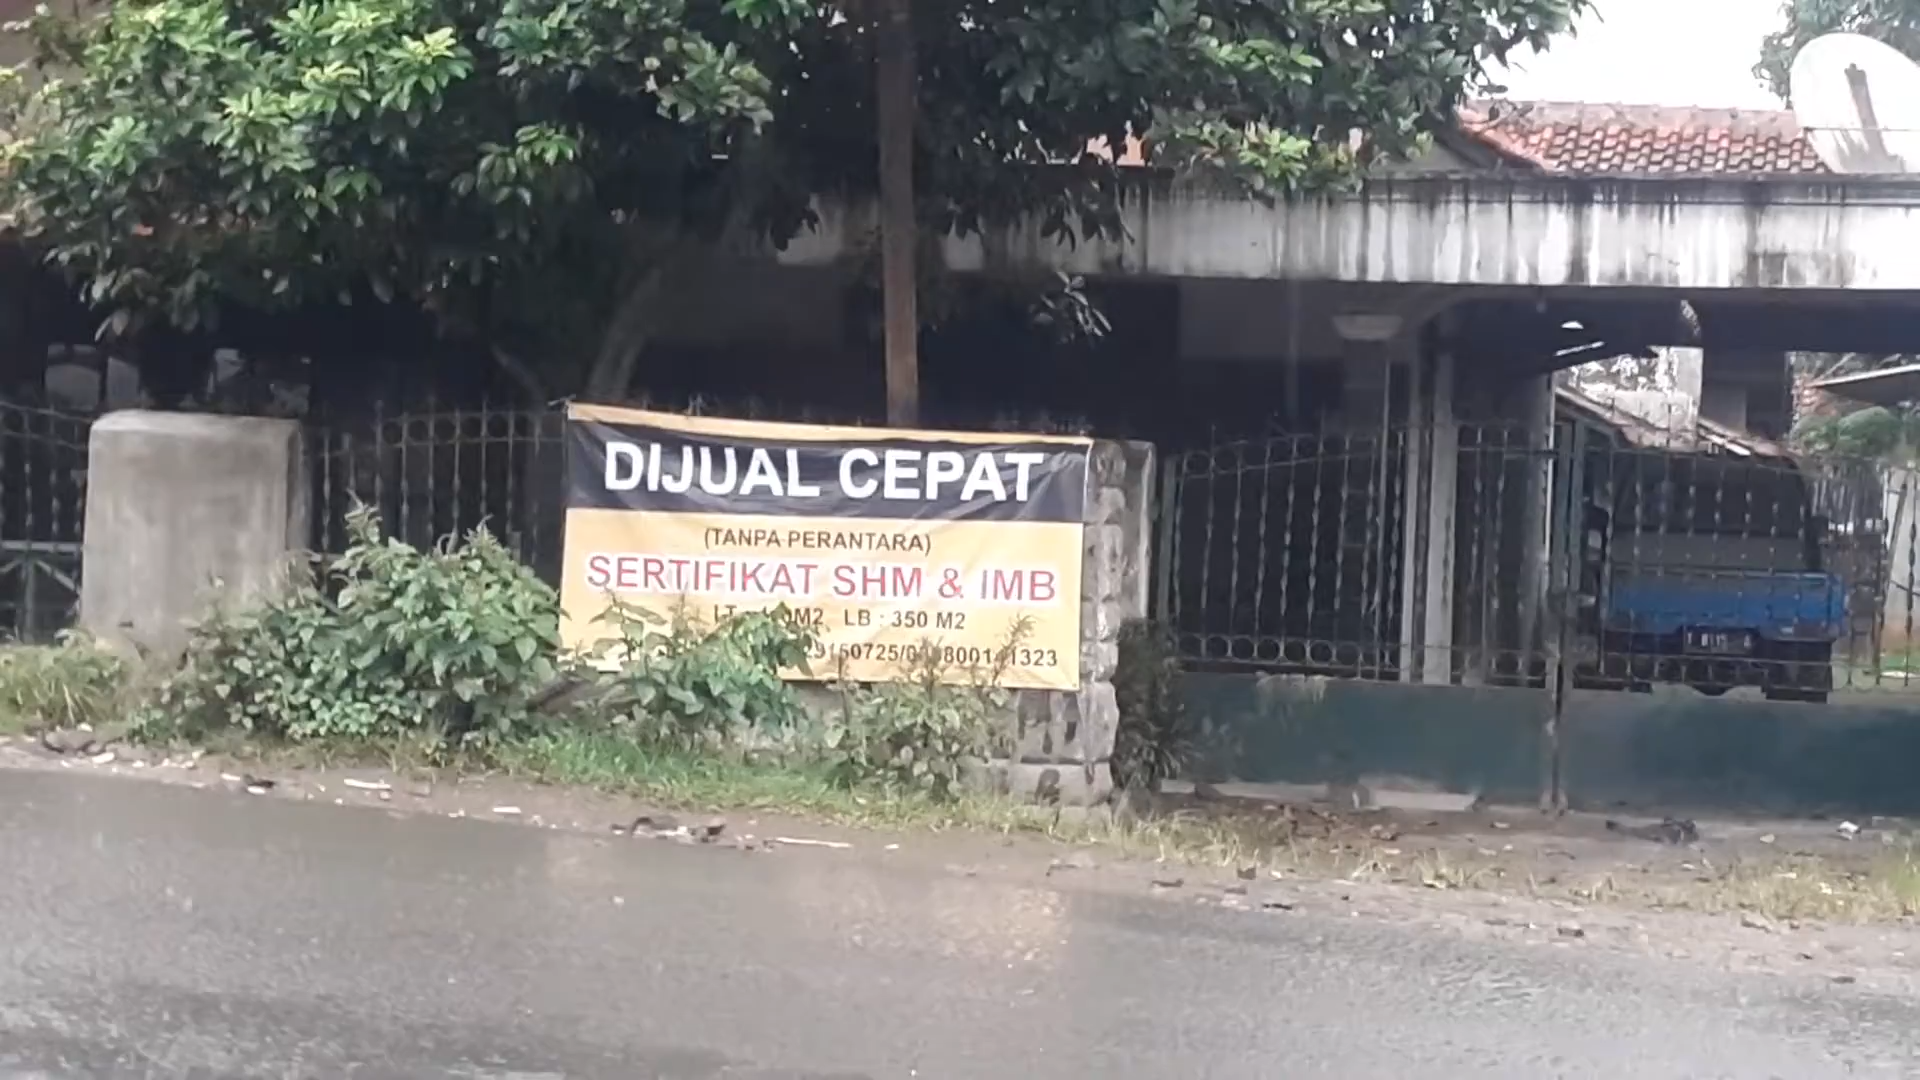 DIJUAL CEPAT
(TANPA PERANTARA)
SERTIFIKAT SHM & IMB
LB : 350 M2